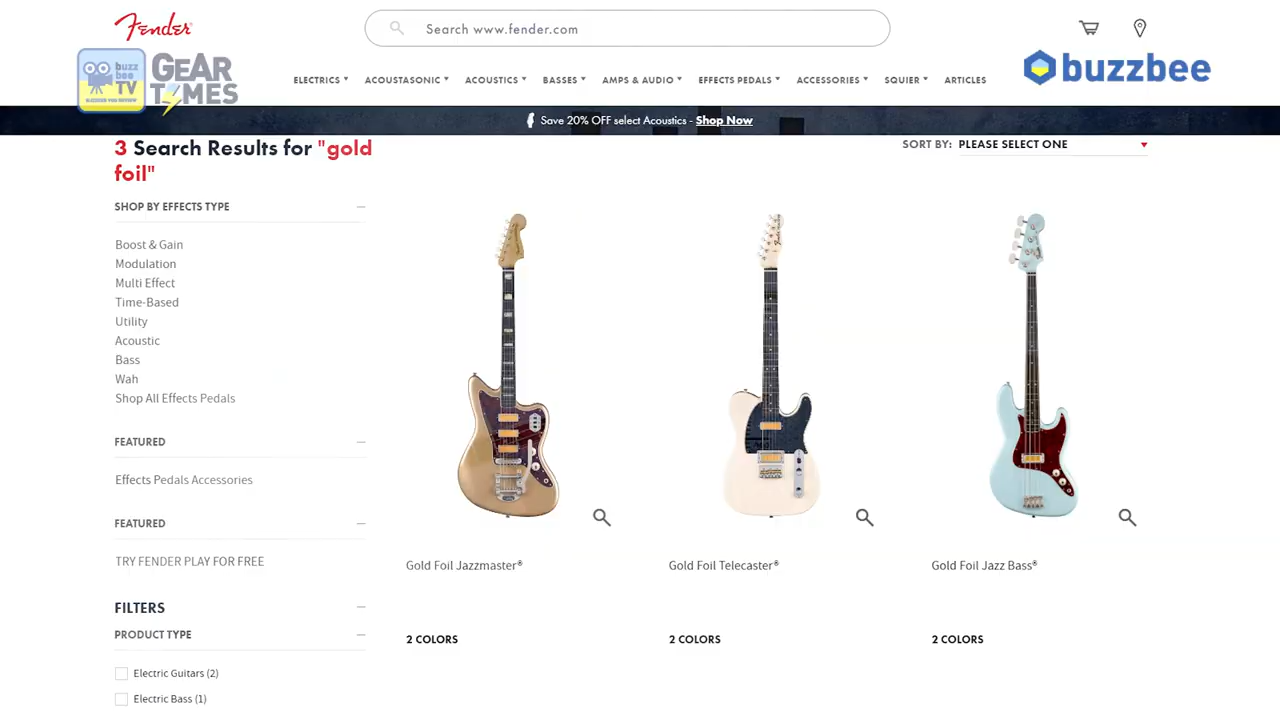 Fender
Search www.fender.com
buzz
bee
TV
GEAR
TIMES
buzzbee
ELECTRICS
ACOUSTASONIC
ACOUSTICS
BASSES
AMPS & AUDIO
EFFECTS PEDALS
ACCESSORIES
SQUIER
ARTICLES
Save 20% OFF select Acoustics - Shop Now
3 Search Results for "gold
foil"
SORT BY: PLEASE SELECT ONE
SHOP BY EFFECTS TYPE
Boost & Gain
Modulation
Multi Effect
Time-Based
Utility
Acoustic
Bass
Wah
Shop All Effects Pedals
FEATURED
Effects Pedals Accessories
FEATURED
TRY FENDER PLAY FOR FREE
FILTERS
PRODUCT TYPE
Electric Guitars (2)
Electric Bass (1)
Gold Foil Jazzmaster®
2 COLORS
Gold Foil Telecaster®
2 COLORS
Gold Foil Jazz Bass®
2 COLORS